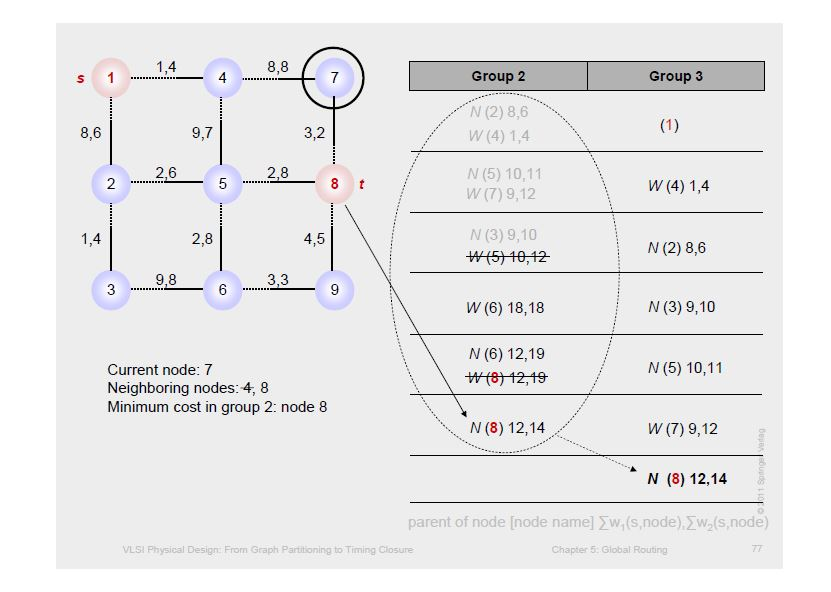 s 1 1,4 4 8,8 7
8,6 9,7 3,2
2 2,6 5 2,8 8 t
1,4 2,8 4,5
3 9,8 6 3,3 9
Current node: 7
Neighboring nodes: 4, 8
Minimum cost in group 2: node 8
Group 2 Group 3
N (2) 8,6
W (4) 1,4
(1)
N (5) 10,11
W (7) 9,12
W (4) 1,4
N (3) 9,10
W (5) 10,12
N (2) 8,6
W (6) 18,18
N (3) 9,10
N (6) 12,19
W (8) 12,19
N (5) 10,11
N (8) 12,14
W (7) 9,12
N (8) 12,14
parent of node [node name] ∑w1(s,node),∑w2(s,node)
© 2011 Springer Verlag
VLSI Physical Design: From Graph Partitioning to Timing Closure
Chapter 5: Global Routing
77